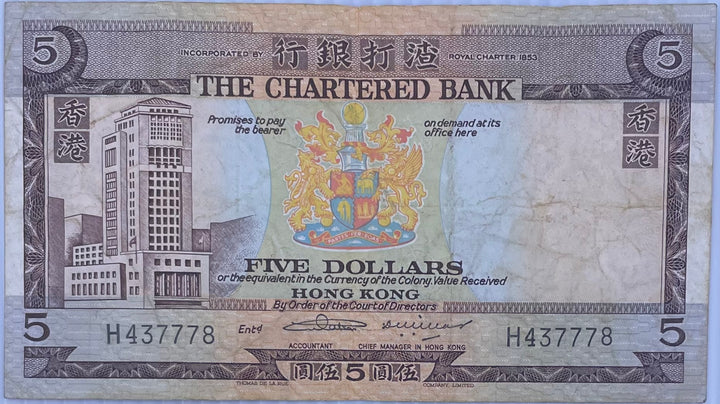 5
INCORPORATED BY
渣打銀行
ROYAL CHARTER 1853
5
THE CHARTERED BANK
香港
香港
Promises to pay
the bearer
on demand at its
office here
FIVE DOLLARS
or the equivalent in the Currency of the Colony. Value Received
HONG KONG
By Order of the Court of Directors
5
H437778
Entd
ACCOUNTANT
CHIEF MANAGER IN HONG KONG
H437778
5
圓伍5伍圓
THOMAS DE LA RUE
COMPANY, LIMITED